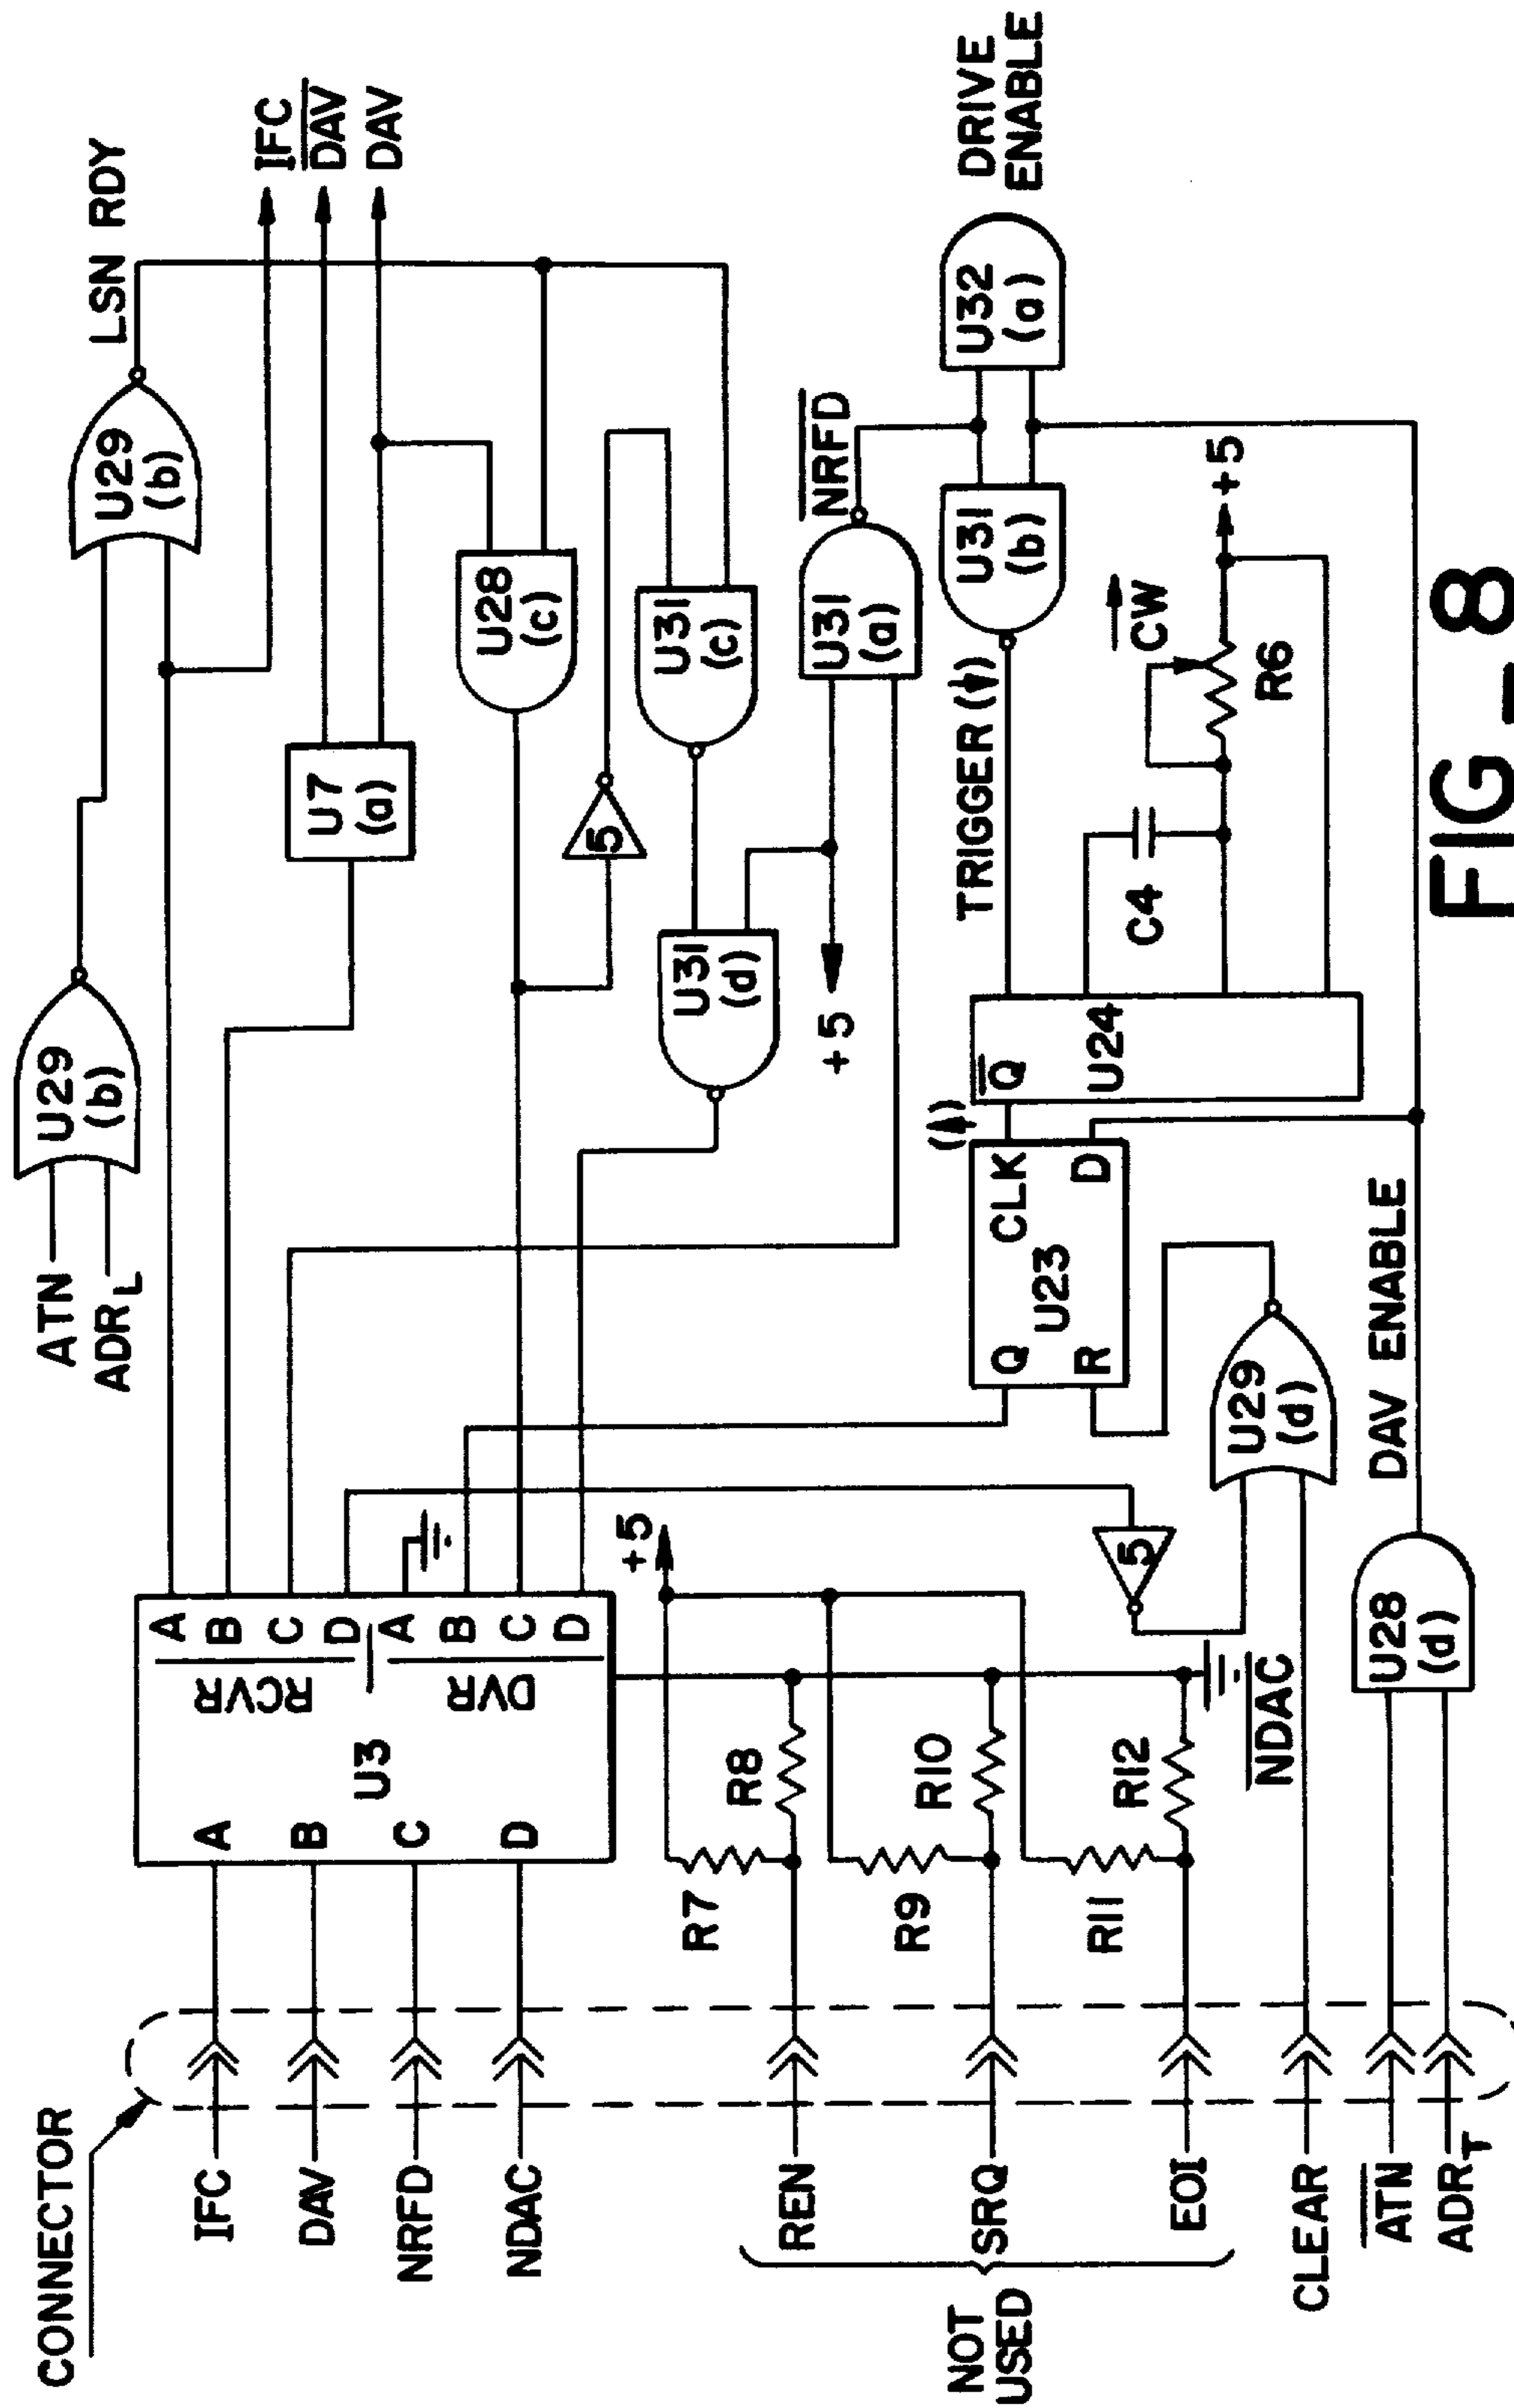 CONNECTOR
IFC
DAV
NRFD
NDAC
REN
SRQ
EOI
NOT
USED
CLEAR
ATN
ADRT
A
B
C
D
U3
RCVR
A
B
C
D
DVR
A
B
C
D
+5
R7
R8
R9
R10
R11
R12
NDAC
5
U28
(d)
DAV ENABLE
U29
(d)
ATN
ADRL
U29
(b)
U29
(b)
LSN RDY
IFC
DAV
DAV
U7
(a)
U28
(c)
5
U31
(c)
U31
(d)
+5
U31
(a)
NRFD
Q
CLK
U23
R
D
(↑)
Q
U24
TRIGGER (↓)
C4
CW
R6
+5
U31
(b)
U32
(a)
DRIVE
ENABLE
FIG_8